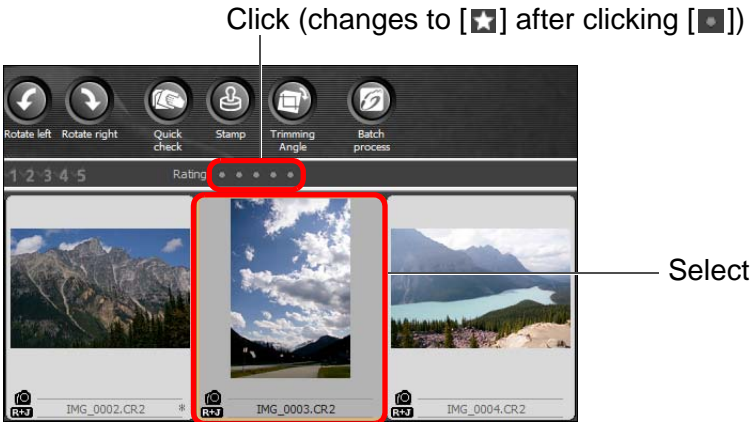 Click (changes to [★] after clicking [●])
Rotate left Rotate right Quick check Stamp Trimming Angle Batch process
1 2 3 4 5 Rating
Select
R+J IMG_0002.CR2 * R+J IMG_0003.CR2 R+J IMG_0004.CR2